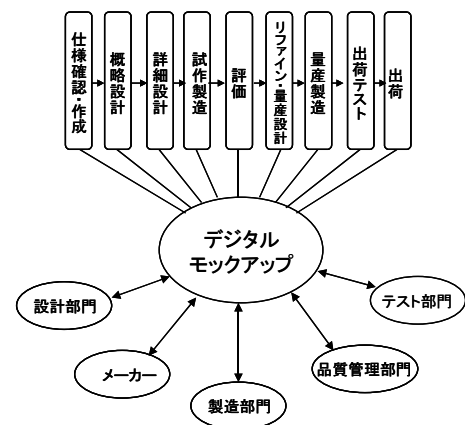 仕様確認・作成
概略設計
詳細設計
試作製造
評価
リファイン・量産設計
量産製造
出荷テスト
出荷
デジタル
モックアップ
設計部門
メーカー
製造部門
品質管理部門
テスト部門